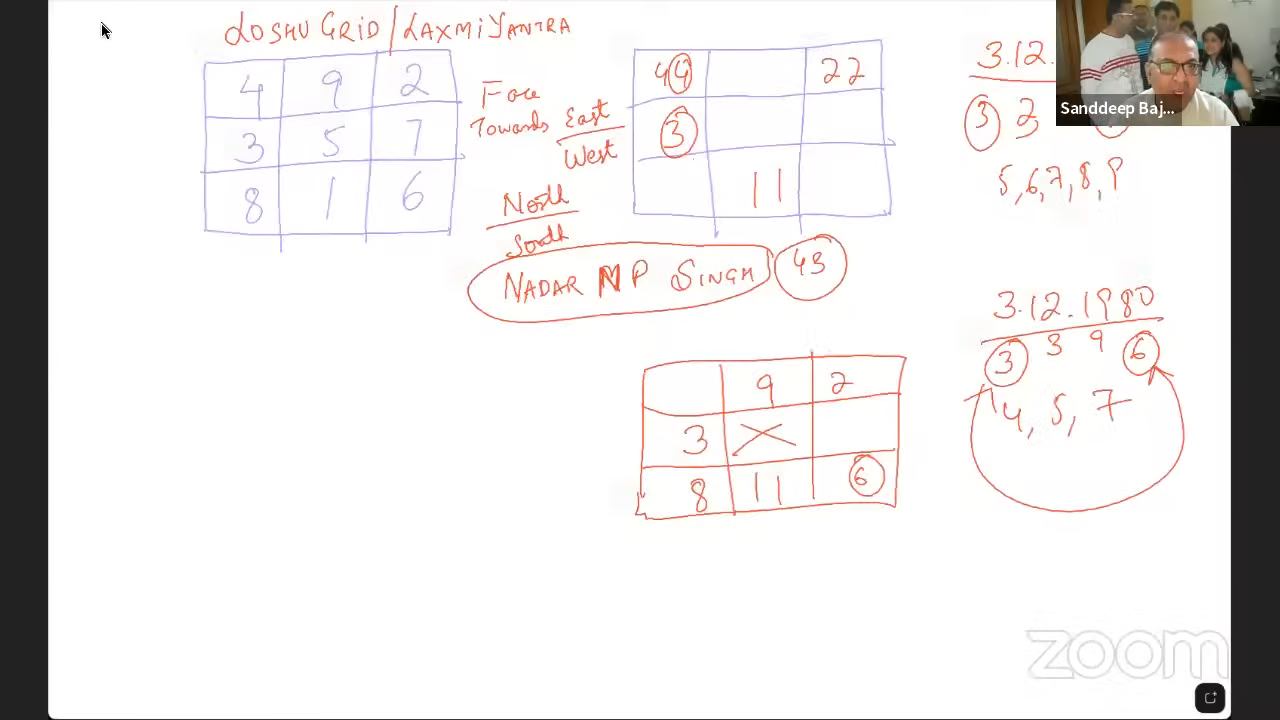 LOSHU GRID / LAXMI YANTRA
4 9 2
3 5 7
8 1 6
Face
Towards East
West
North
South
44 22
3
11
3.12.
3 3
5,6,7,8,9
Sanddeep Baj...
NADAR MP SINGH 43
3.12.1980
3 3 9 6
4, 5, 7
9 2
3 X
8 11 6
zoom